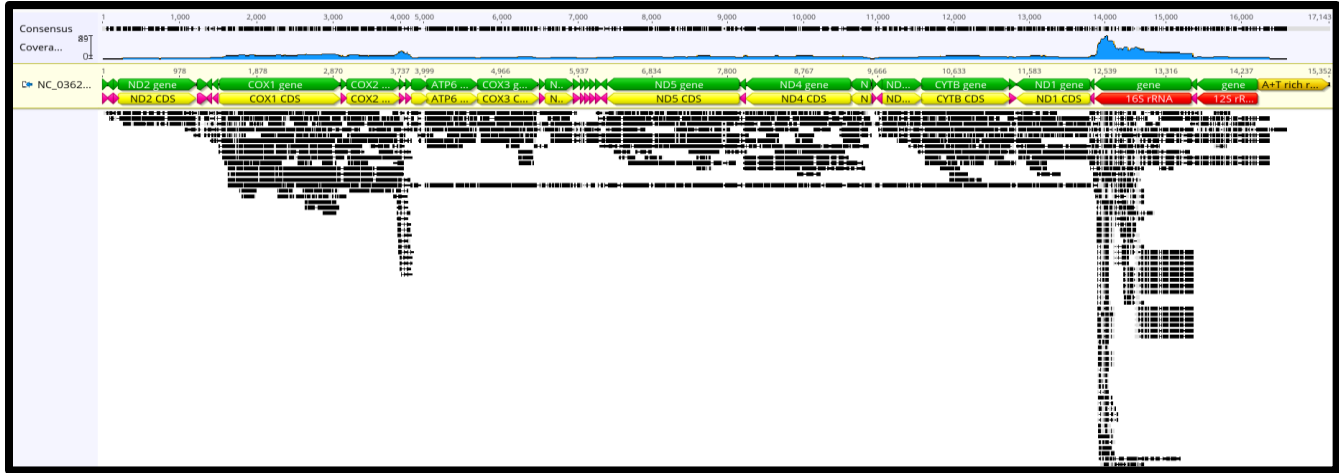 1 1,000 2,000 3,000 4,000 5,000 6,000 7,000 8,000 9,000 10,000 11,000 12,000 13,000 14,000 15,000 16,000 17,143
Consensus
89
Covera...
0
1 978 1,878 2,870 3,737 3,999 4,966 5,937 6,834 7,800 8,767 9,666 10,633 11,583 12,539 13,316 14,237 15,352
NC_0362... ND2 gene COX1 gene COX2 ... ATP6 ... COX3 g... N.. ND5 gene ND4 gene N ND... CYTB gene ND1 gene gene gene A+T rich r...
ND2 CDS COX1 CDS COX2 ... ATP6 ... COX3 C... N.. ND5 CDS ND4 CDS N ND... CYTB CDS ND1 CDS 16S rRNA 12S rR...